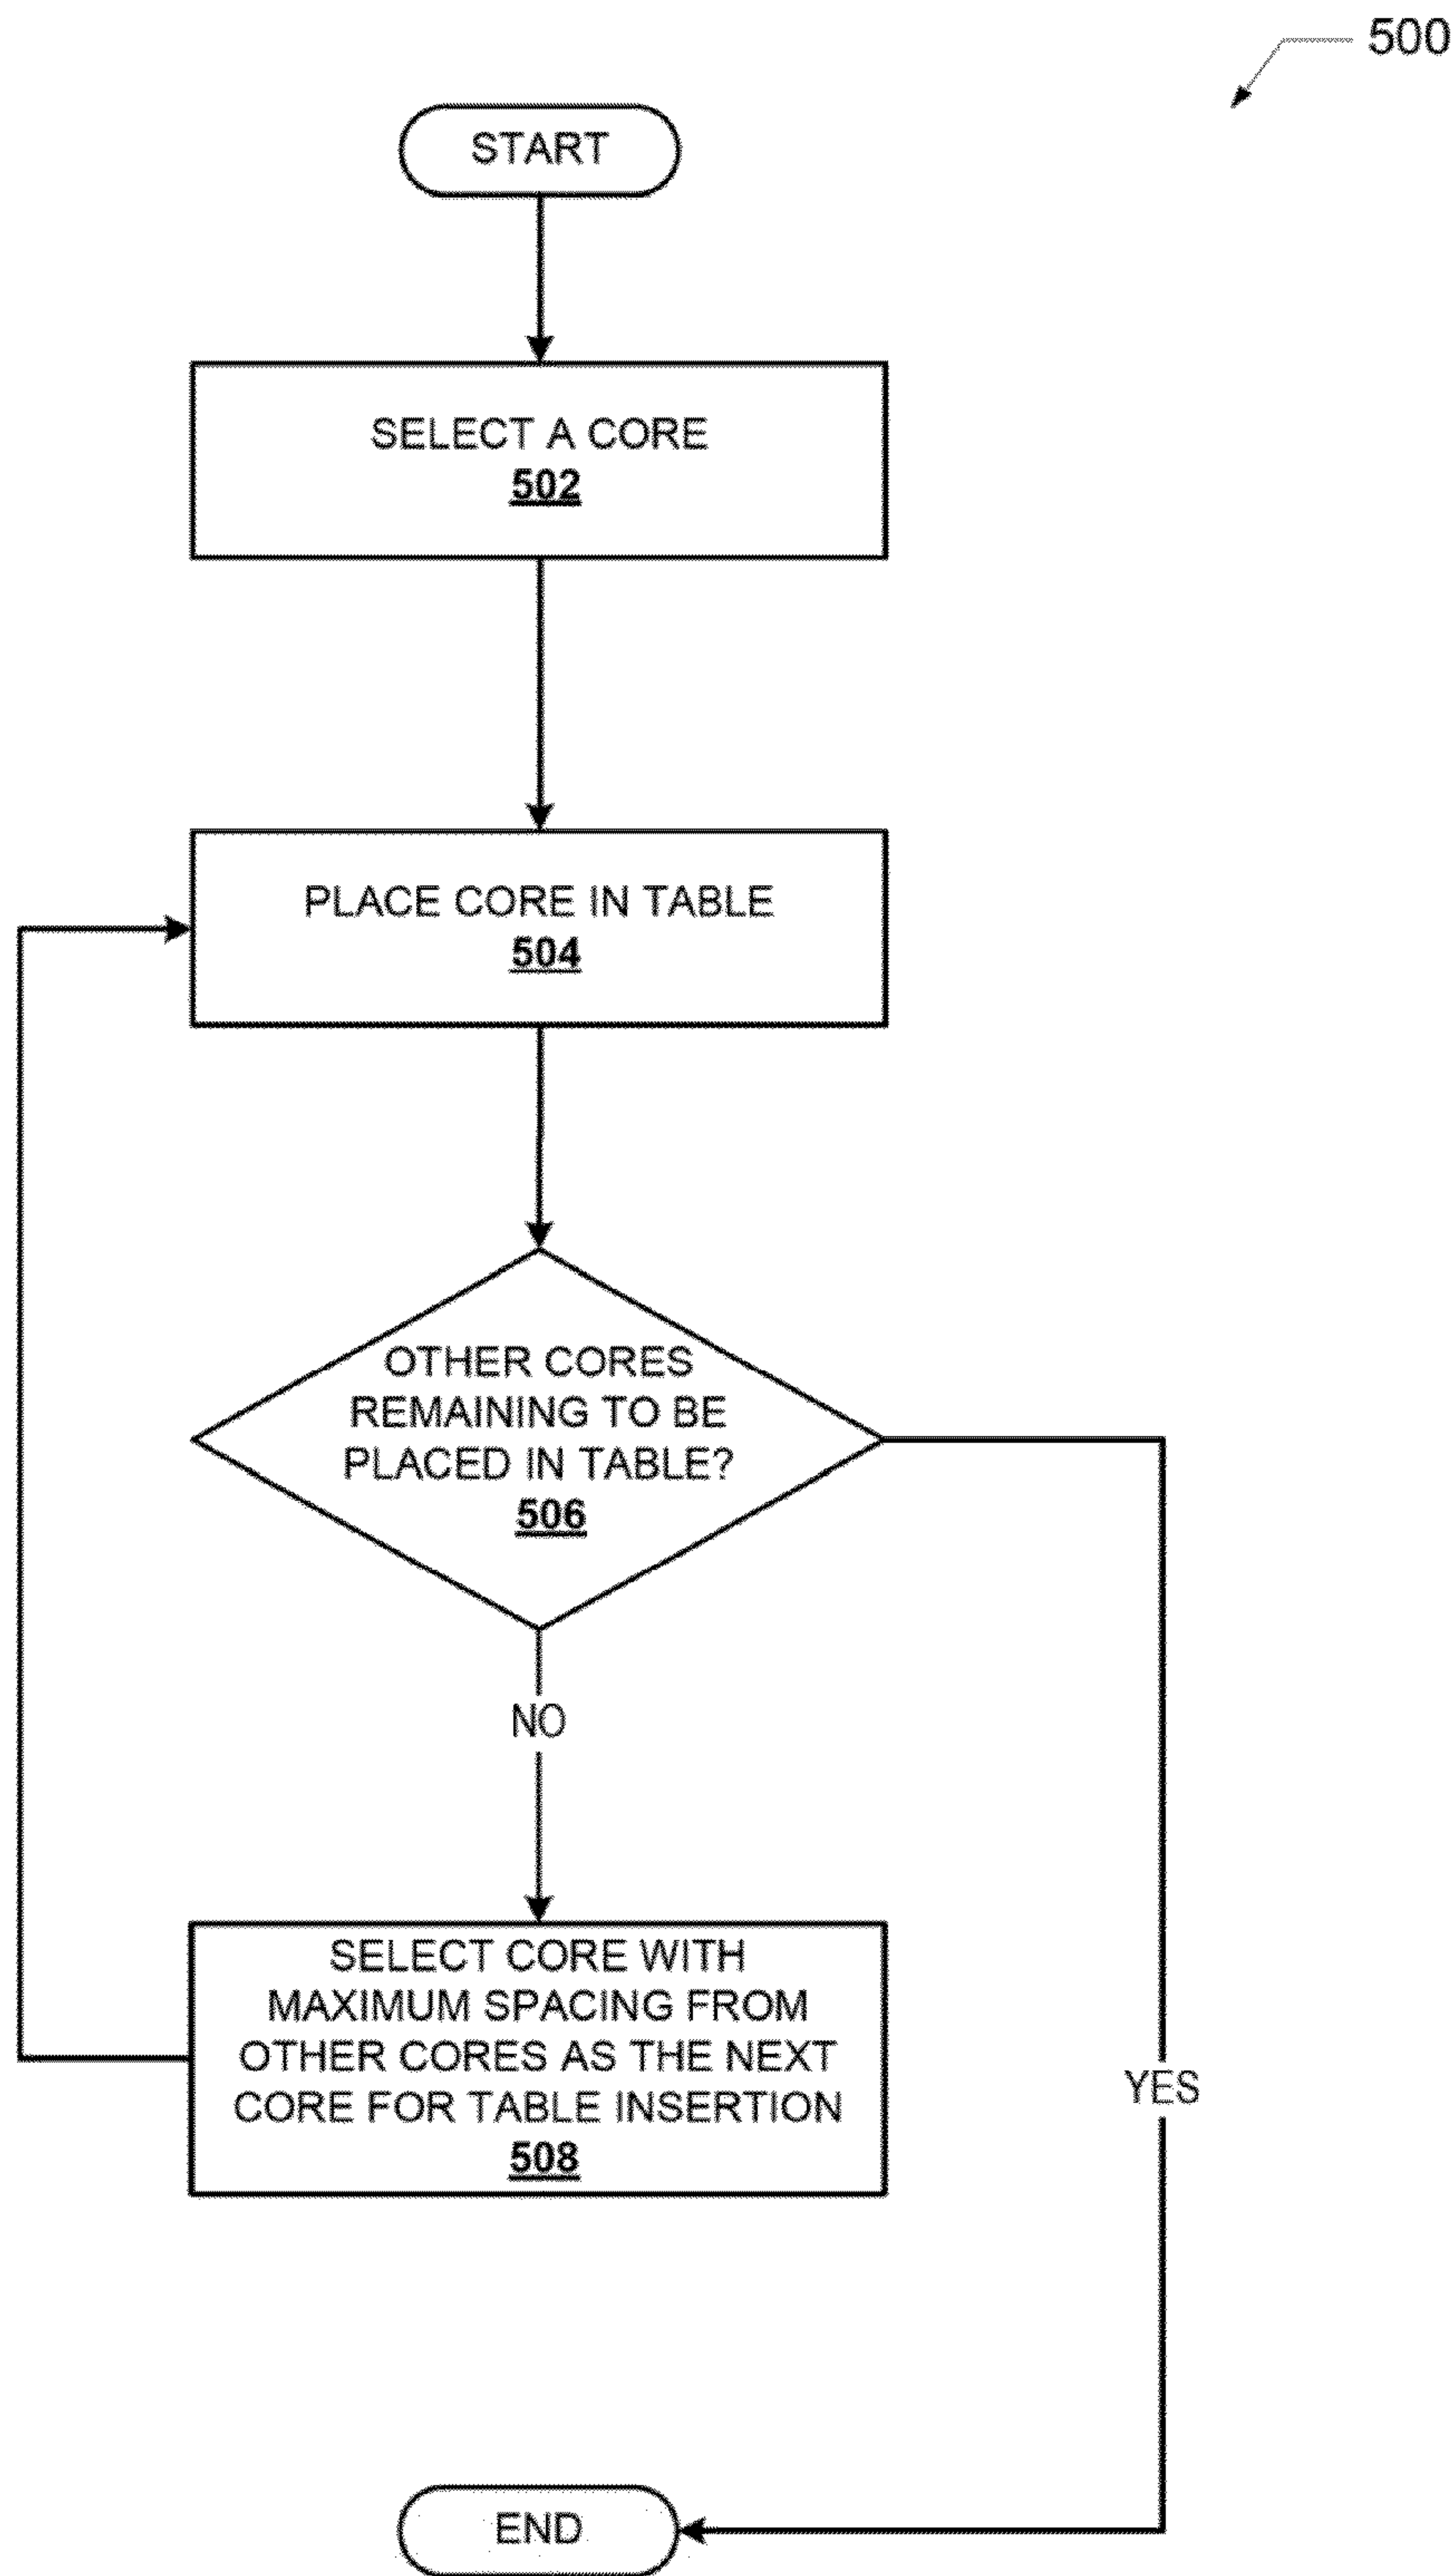 500
START
SELECT A CORE
502
PLACE CORE IN TABLE
504
OTHER CORES
REMAINING TO BE
PLACED IN TABLE?
506
NO
SELECT CORE WITH
MAXIMUM SPACING FROM
OTHER CORES AS THE NEXT
CORE FOR TABLE INSERTION
508
YES
END